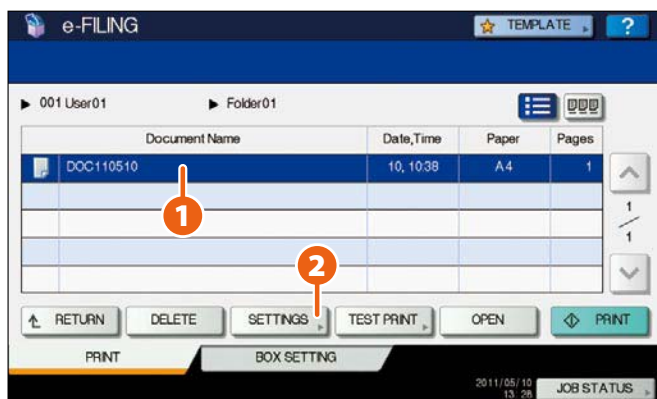 e-FILING
TEMPLATE
?
001 User01
Folder01
Document Name Date,Time Paper Pages
DOC110510 10, 10:38 A4 1
1
1
1
2
RETURN DELETE SETTINGS TEST PRINT OPEN PRINT
PRINT BOX SETTING
2011/05/10
13:28
JOB STATUS